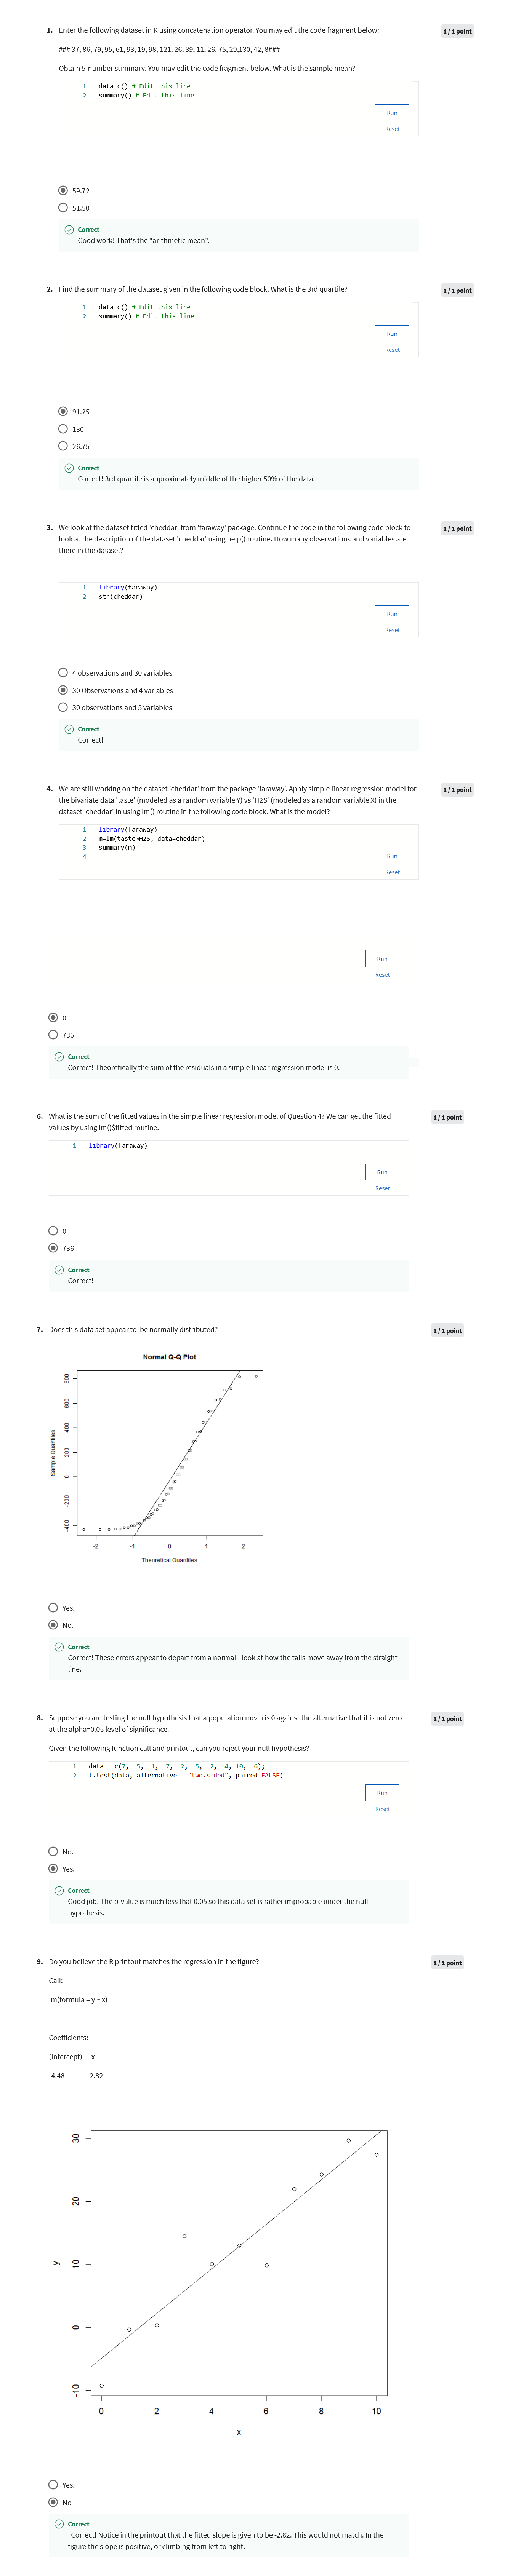 1. Enter the following dataset in R using concatenation operator. You may edit the code fragment below:
1 / 1 point
### 37, 86, 79, 95, 61, 93, 19, 98, 121, 26, 39, 11, 26, 75, 29,130, 42, 8###
Obtain 5-number summary. You may edit the code fragment below. What is the sample mean?
1 data=c() # Edit this line
2 summary() # Edit this line
Run
Reset
59.72
51.50
Correct
Good work! That's the "arithmetic mean".
2. Find the summary of the dataset given in the following code block. What is the 3rd quartile?
1 / 1 point
1 data=c() # Edit this line
2 summary() # Edit this line
Run
Reset
91.25
130
26.75
Correct
Correct! 3rd quartile is approximately middle of the higher 50% of the data.
3. We look at the dataset titled 'cheddar' from 'faraway' package. Continue the code in the following code block to
1 / 1 point
look at the description of the dataset 'cheddar' using help() routine. How many observations and variables are
there in the dataset?
1 library(faraway)
2 str(cheddar)
Run
Reset
4 observations and 30 variables
30 Observations and 4 variables
30 observations and 5 variables
Correct
Correct!
4. We are still working on the dataset 'cheddar' from the package 'faraway'. Apply simple linear regression model for
1 / 1 point
the bivariate data 'taste' (modeled as a random variable Y) vs 'H2S' (modeled as a random variable X) in the
dataset 'cheddar' in using lm() routine in the following code block. What is the model?
1 library(faraway)
2 m=lm(taste~H2S, data=cheddar)
3 summary(m)
4
Run
Reset
Run
Reset
0
736
Correct
Correct! Theoretically the sum of the residuals in a simple linear regression model is 0.
6. What is the sum of the fitted values in the simple linear regression model of Question 4? We can get the fitted
1 / 1 point
values by using lm()$fitted routine.
1 library(faraway)
Run
Reset
0
736
Correct
Correct!
7. Does this data set appear to be normally distributed?
1 / 1 point
Normal Q-Q Plot
Sample Quantiles
800
600
400
200
0
-200
-400
-2 -1 0 1 2
Theoretical Quantiles
Yes.
No.
Correct
Correct! These errors appear to depart from a normal - look at how the tails move away from the straight
line.
8. Suppose you are testing the null hypothesis that a population mean is 0 against the alternative that it is not zero
1 / 1 point
at the alpha=0.05 level of significance.
Given the following function call and printout, can you reject your null hypothesis?
1 data = c(7, 5, 1, 7, 2, 5, 2, 4, 10, 6);
2 t.test(data, alternative = "two.sided", paired=FALSE)
Run
Reset
No.
Yes.
Correct
Good job! The p-value is much less that 0.05 so this data set is rather improbable under the null
hypothesis.
9. Do you believe the R printout matches the regression in the figure?
1 / 1 point
Call:
lm(formula = y ~ x)
Coefficients:
(Intercept) x
-4.48 -2.82
y
30
20
10
0
-10
0 2 4 6 8 10
x
Yes.
No
Correct
Correct! Notice in the printout that the fitted slope is given to be -2.82. This would not match. In the
figure the slope is positive, or climbing from left to right.